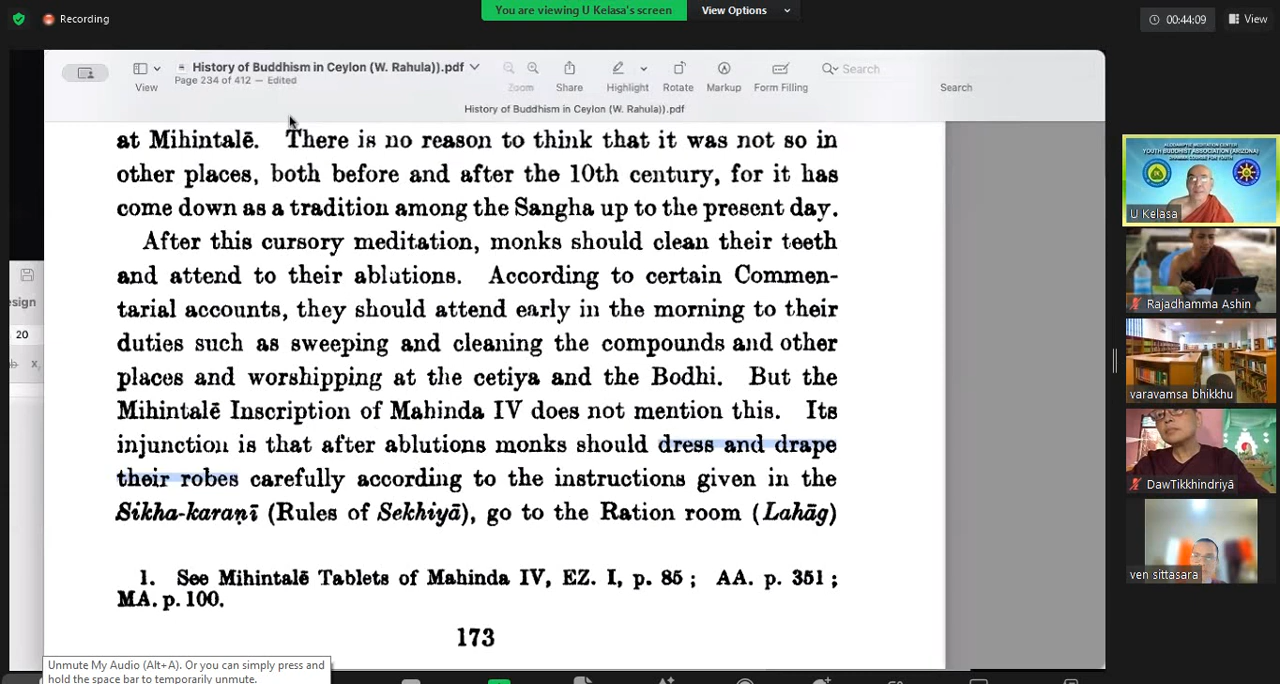 Recording
You are viewing U Kelasa's screen
View Options
00:44:09
View
History of Buddhism in Ceylon (W. Rahula)).pdf
Page 234 of 412 — Edited
View
Zoom
Share
Highlight
Rotate
Markup
Form Filling
Search
Search
History of Buddhism in Ceylon (W. Rahula)).pdf
at Mihintalē. There is no reason to think that it was not so in
other places, both before and after the 10th century, for it has
come down as a tradition among the Sangha up to the present day.
After this cursory meditation, monks should clean their teeth
and attend to their ablutions. According to certain Commen-
tarial accounts, they should attend early in the morning to their
duties such as sweeping and cleaning the compounds and other
places and worshipping at the cetiya and the Bodhi. But the
Mihintalē Inscription of Mahinda IV does not mention this. Its
injunction is that after ablutions monks should dress and drape
their robes carefully according to the instructions given in the
Sikha-karaṇī (Rules of Sekhiyā), go to the Ration room (Lahāg)
1. See Mihintalē Tablets of Mahinda IV, EZ. I, p. 85 ; AA. p. 351 ;
MA. p. 100.
173
esign
20
Unmute My Audio (Alt+A). Or you can simply press and
hold the space bar to temporarily unmute.
YOUTH BUDDHIST ASSOCIATION (ARIZONA)
U Kelasa
Rajadhamma Ashin
varavamsa bhikkhu
DawTikkhindriyā
ven sittasara